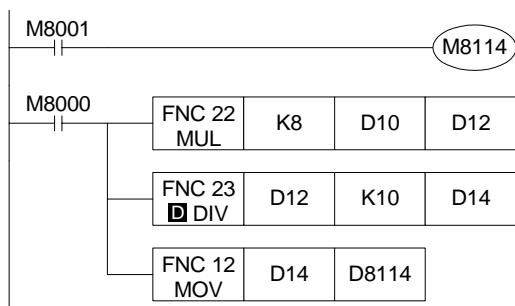 M8001
M8114
M8000
FNC 22
MUL
K8
D10
D12
FNC 23
D DIV
D12
K10
D14
FNC 12
MOV
D14
D8114